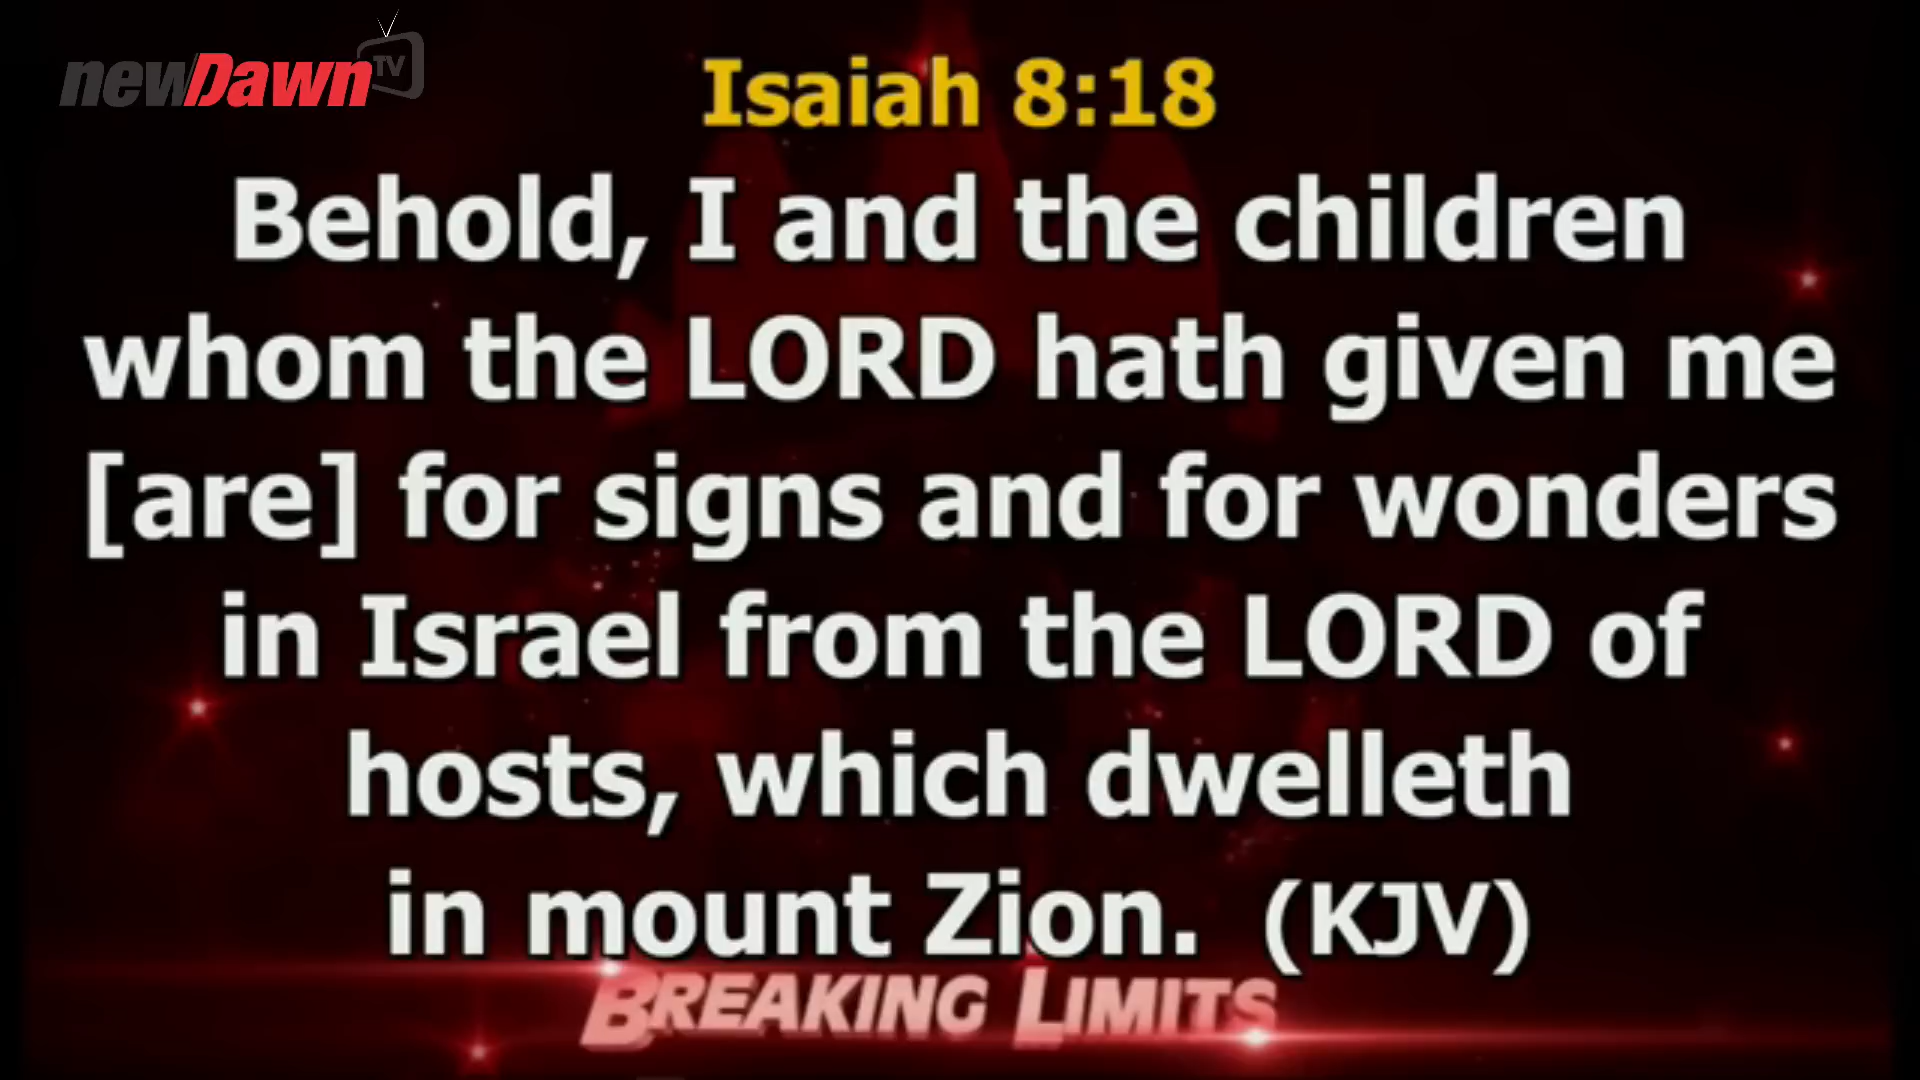 newDawn TV
Isaiah 8:18
Behold, I and the children
whom the LORD hath given me
[are] for signs and for wonders
in Israel from the LORD of
hosts, which dwelleth
in mount Zion. (KJV)
BREAKING LIMITS